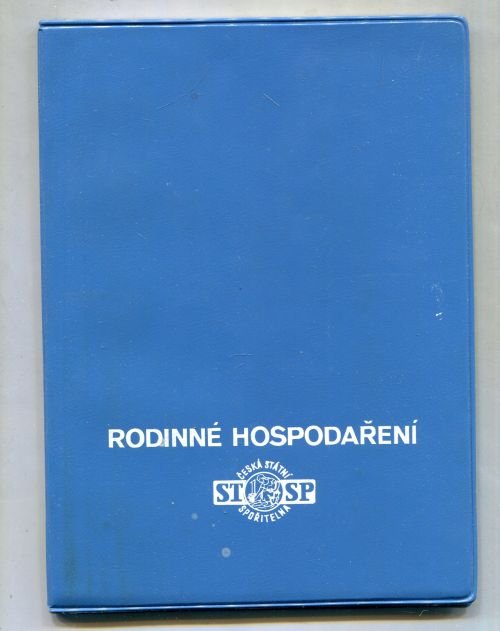 RODINNÉ HOSPODAŘENÍ
ČESKÁ STÁTNÍ
ST SP
SPOŘITELNA